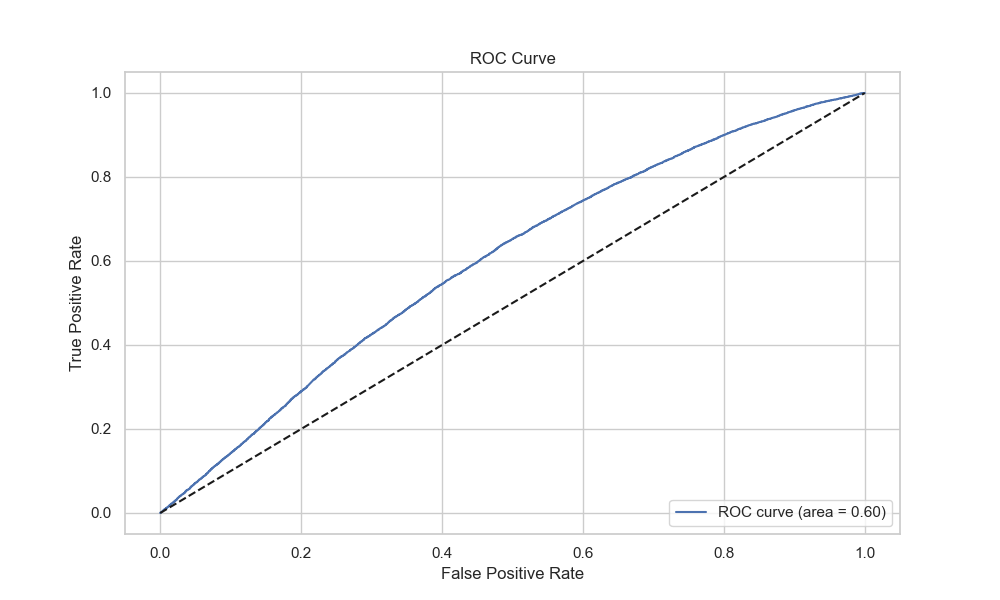 ROC Curve
True Positive Rate
1.0
0.8
0.6
0.4
0.2
0.0
ROC curve (area = 0.60)
0.0 0.2 0.4 0.6 0.8 1.0
False Positive Rate